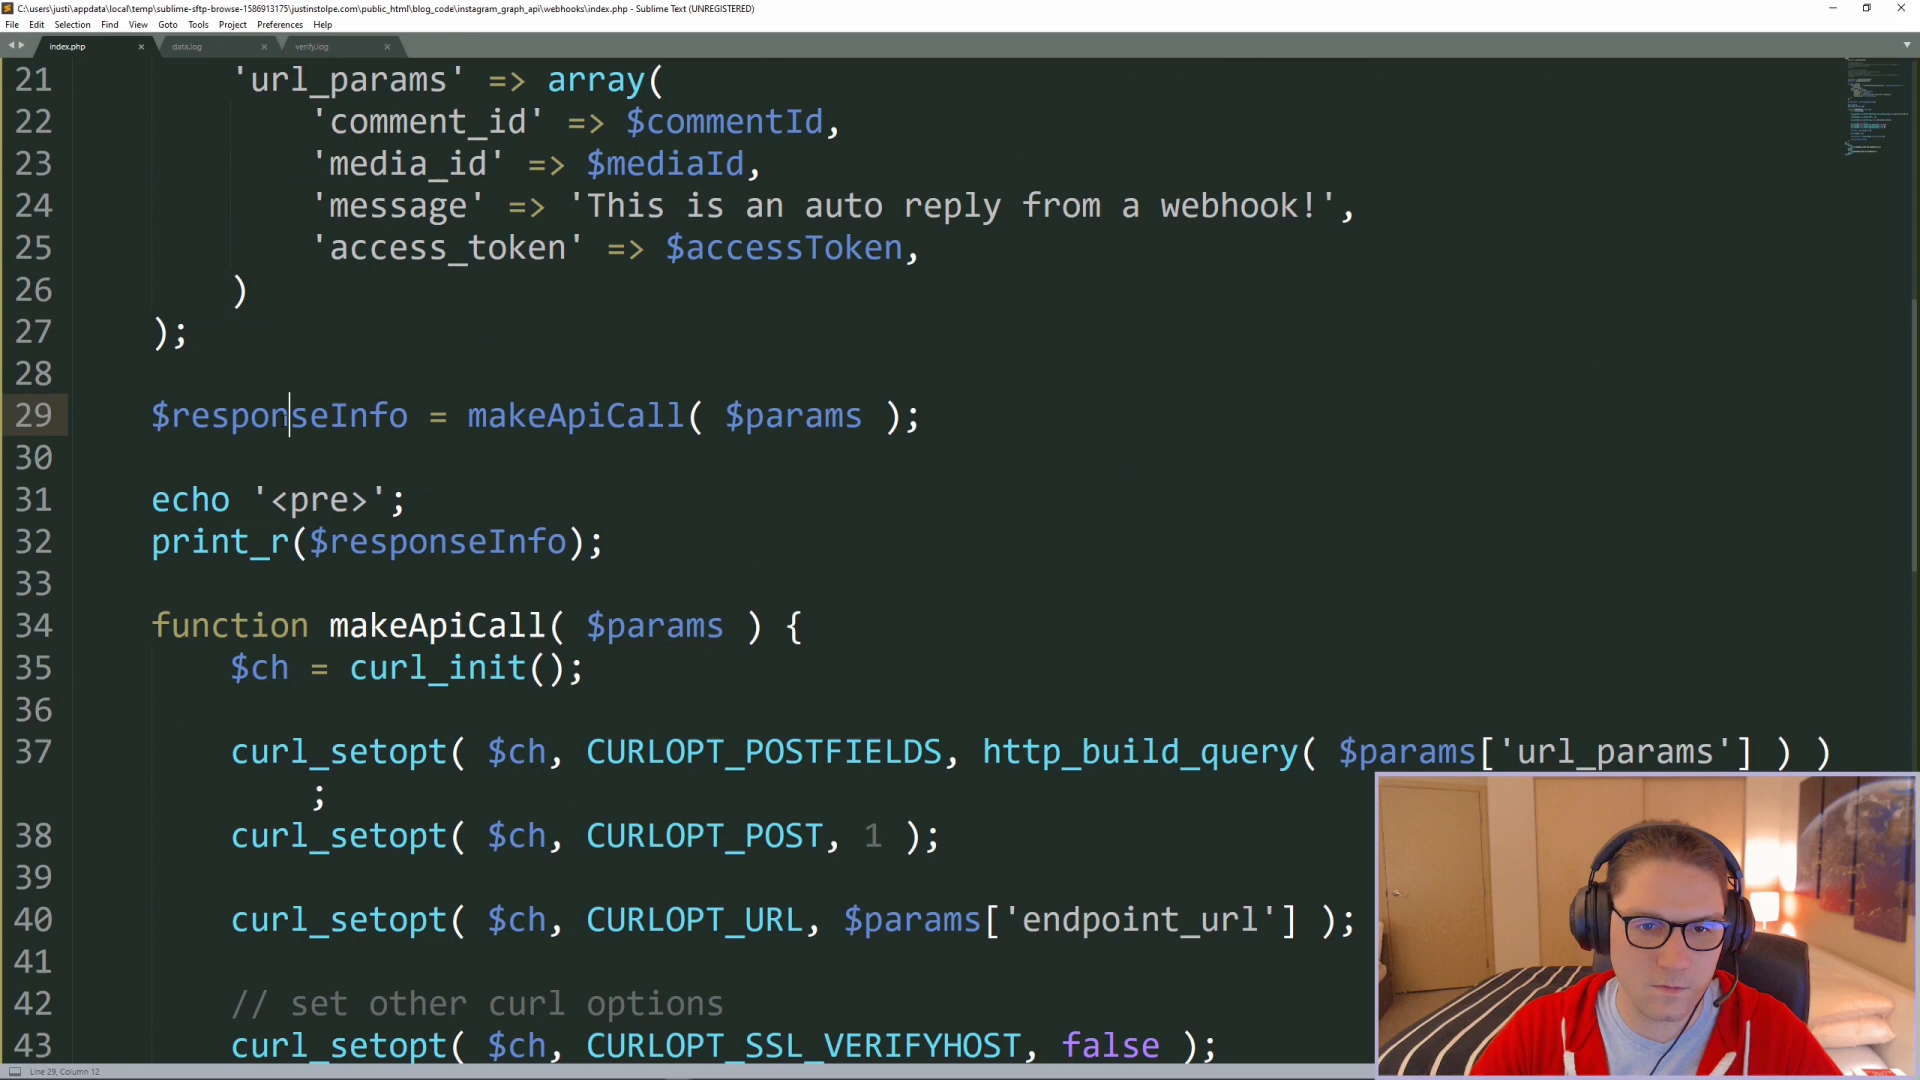 C:\users\justi\appdata\local\temp\sublime-sftp-browse-1586913175\justinstolpe.com\public_html\blog_code\instagram_graph_api\webhooks\index.php - Sublime Text (UNREGISTERED)
File Edit Selection Find View Goto Tools Project Preferences Help
index.php data.log verify.log
21 'url_params' => array(
22 'comment_id' => $commentId,
23 'media_id' => $mediaId,
24 'message' => 'This is an auto reply from a webhook!',
25 'access_token' => $accessToken,
26 )
27 );
28
29 $responseInfo = makeApiCall( $params );
30
31 echo '<pre>';
32 print_r($responseInfo);
33
34 function makeApiCall( $params ) {
35 $ch = curl_init();
36
37 curl_setopt( $ch, CURLOPT_POSTFIELDS, http_build_query( $params['url_params'] ) )
;
38 curl_setopt( $ch, CURLOPT_POST, 1 );
39
40 curl_setopt( $ch, CURLOPT_URL, $params['endpoint_url'] );
41
42 // set other curl options
43 curl_setopt( $ch, CURLOPT_SSL_VERIFYHOST, false );
Line 29, Column 12